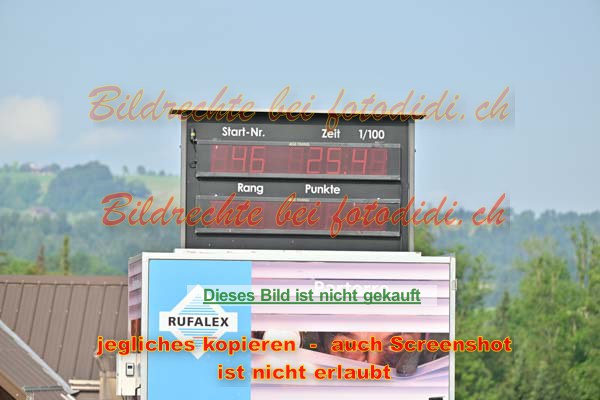 Bildrechte bei fotodidi.ch
Start-Nr. Zeit 1/100
46 25.4
Rang Punkte
Bildrechte bei fotodidi.ch
Dieses Bild ist nicht gekauft
RUFALEX
jegliches kopieren - auch Screenshot
ist nicht erlaubt